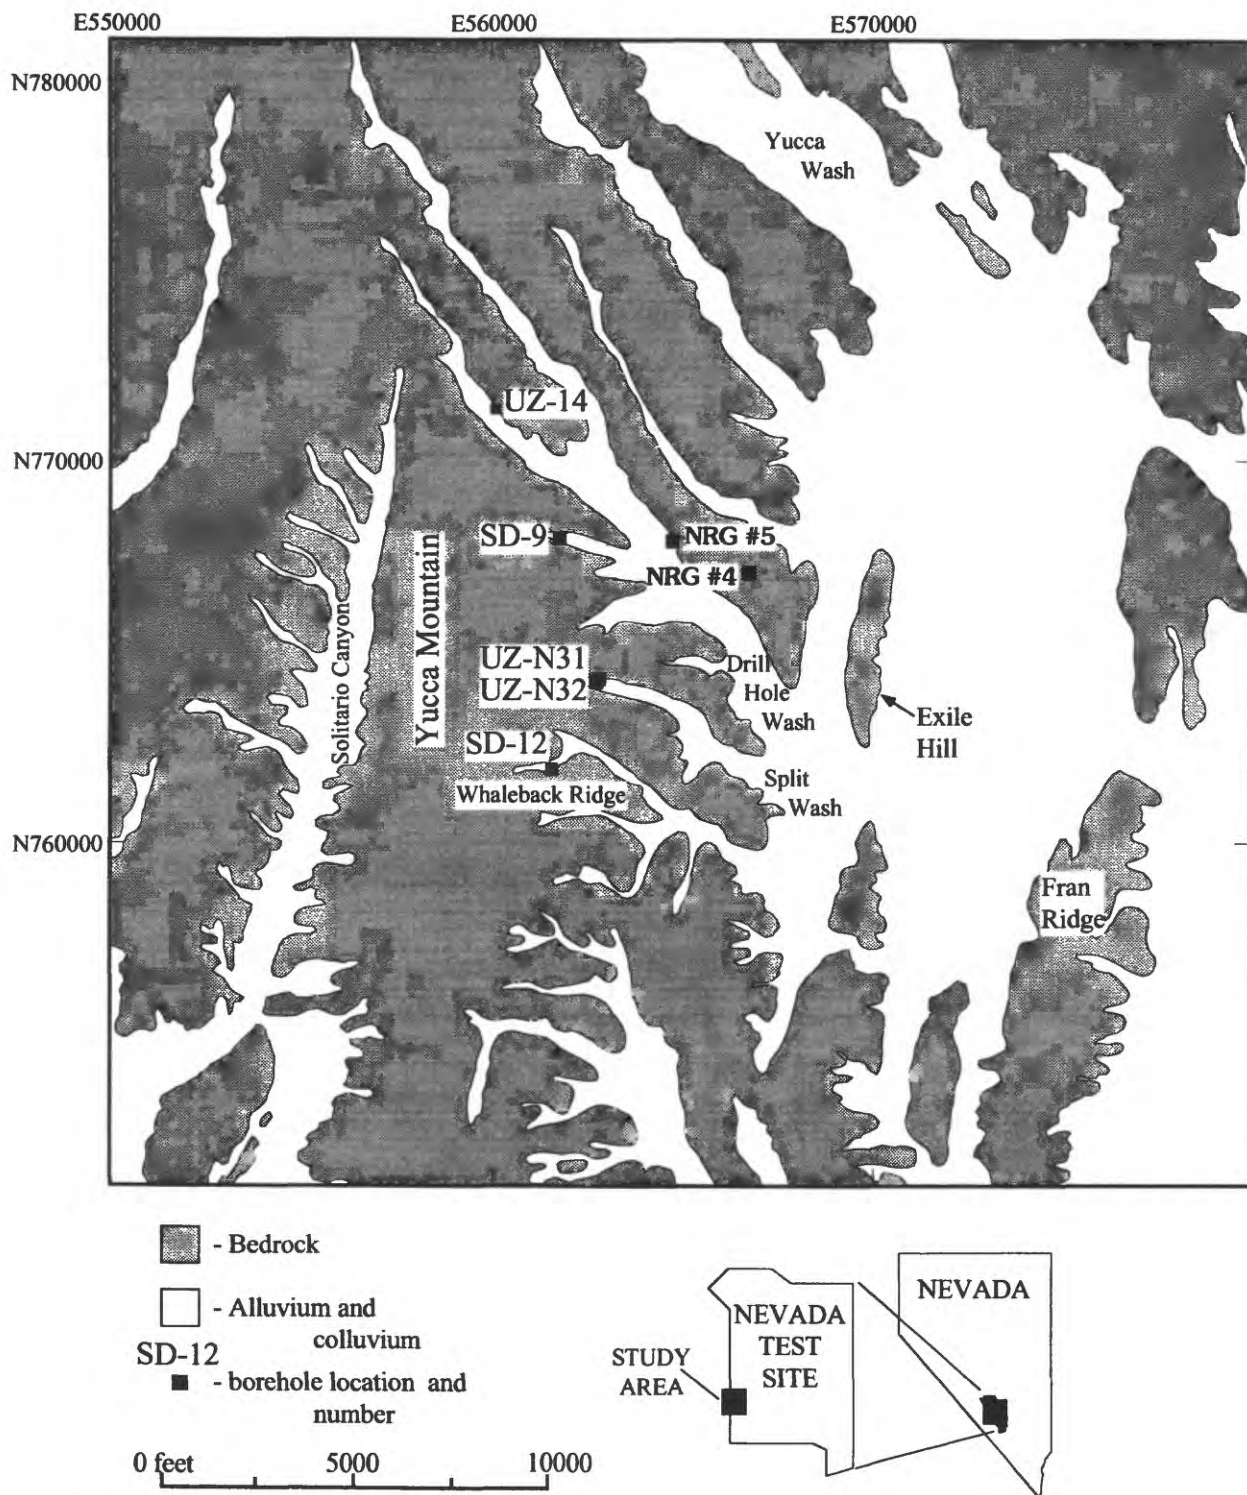 E550000 E560000 E570000
N780000
Yucca
Wash
UZ-14
N770000
SD-9
NRG #5
NRG #4
Yucca Mountain
Solitario Canyon
UZ-N31
UZ-N32
Drill
Hole
Wash
Exile
Hill
SD-12
Whaleback Ridge
Split
Wash
N760000
Fran
Ridge
- Bedrock
- Alluvium and
colluvium
SD-12
- borehole location and
number
0 feet 5000 10000
NEVADA
TEST
SITE
STUDY
AREA
NEVADA